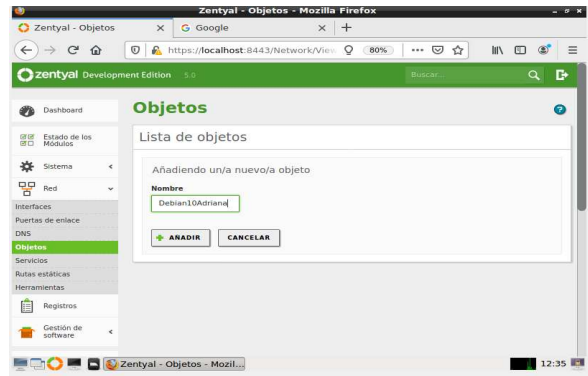 Zentyal - Objetos - Mozilla Firefox
Zentyal - Objetos
Google
https://localhost:8443/Network/View
80%
zentyal Development Edition 5.0
Buscar...
Dashboard
Estado de los Módulos
Sistema
Red
Interfaces
Puertas de enlace
DNS
Objetos
Servicios
Rutas estáticas
Herramientas
Registros
Gestión de software
Objetos
Lista de objetos
Añadiendo un/a nuevo/a objeto
Nombre
Debian10Adriana
AÑADIR
CANCELAR
Zentyal - Objetos - Mozil...
12:35